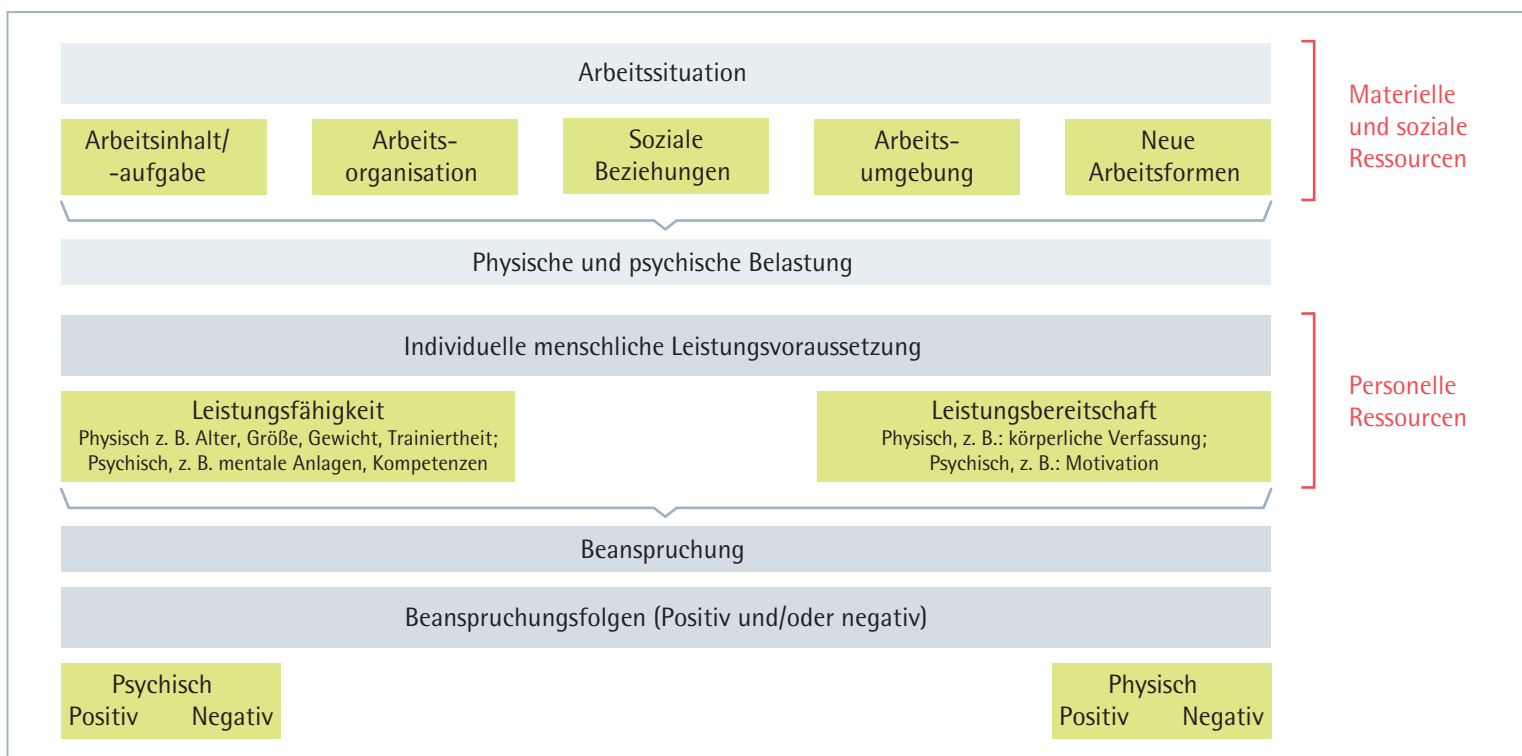 Arbeitssituation
Materielle
und soziale
Ressourcen
Arbeitsinhalt/
-aufgabe
Arbeits-
organisation
Soziale
Beziehungen
Arbeits-
umgebung
Neue
Arbeitsformen
Physische und psychische Belastung
Individuelle menschliche Leistungsvoraussetzung
Personelle
Ressourcen
Leistungsfähigkeit
Physisch z. B. Alter, Größe, Gewicht, Trainiertheit;
Psychisch, z. B. mentale Anlagen, Kompetenzen
Leistungsbereitschaft
Physisch, z. B.: körperliche Verfassung;
Psychisch, z. B.: Motivation
Beanspruchung
Beanspruchungsfolgen (Positiv und/oder negativ)
Psychisch
Positiv Negativ
Physisch
Positiv Negativ